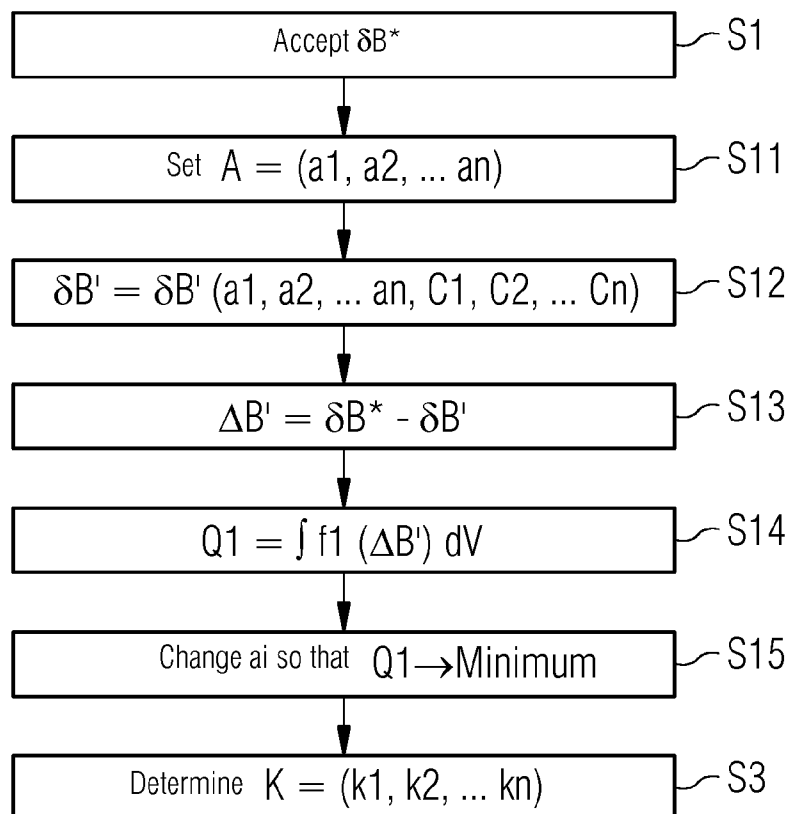 Accept δB* S1
Set A = (a1, a2, ... an) S11
δB' = δB' (a1, a2, ... an, C1, C2, ... Cn) S12
ΔB' = δB* - δB' S13
Q1 = ∫ f1 (ΔB') dV S14
Change ai so that Q1→Minimum S15
Determine K = (k1, k2, ... kn) S3